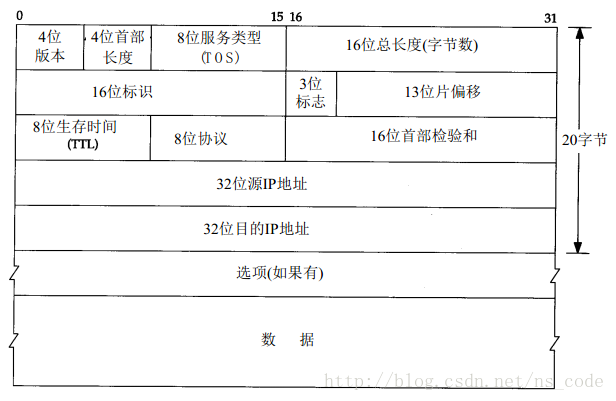 0 15 16 31
4位 4位首部 8位服务类型 16位总长度(字节数)
版本 长度 (TOS)
16位标识 3位 13位片偏移
标志
8位生存时间 8位协议 16位首部检验和
(TTL)
20字节
32位源IP地址
32位目的IP地址
选项(如果有)
数 据
http://blog.csdn.net/ns_code